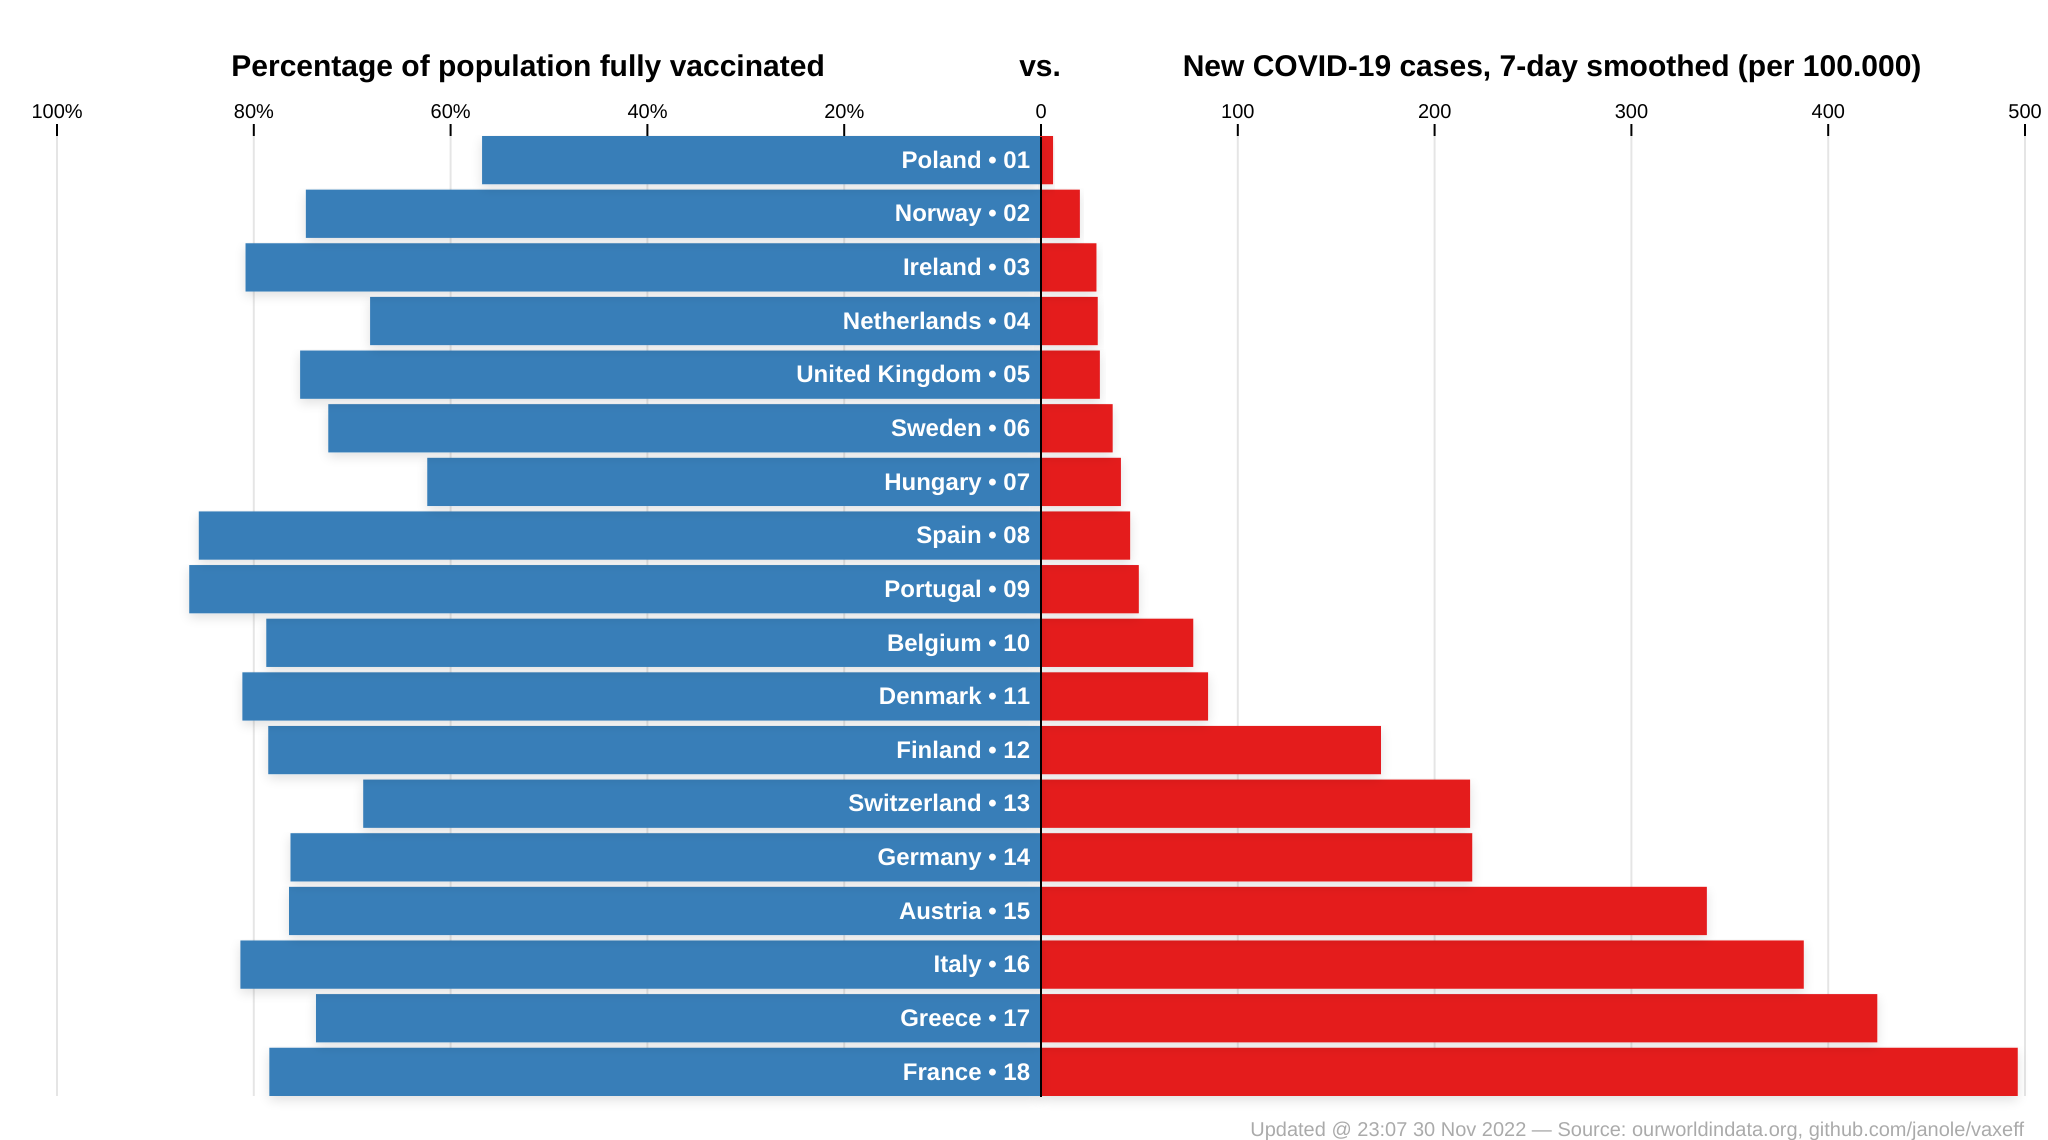 Percentage of population fully vaccinated vs. New COVID-19 cases, 7-day smoothed (per 100.000)
100% 80% 60% 40% 20% 0 100 200 300 400 500
Poland • 01
Norway • 02
Ireland • 03
Netherlands • 04
United Kingdom • 05
Sweden • 06
Hungary • 07
Spain • 08
Portugal • 09
Belgium • 10
Denmark • 11
Finland • 12
Switzerland • 13
Germany • 14
Austria • 15
Italy • 16
Greece • 17
France • 18
Updated @ 23:07 30 Nov 2022 — Source: ourworldindata.org, github.com/janole/vaxeff